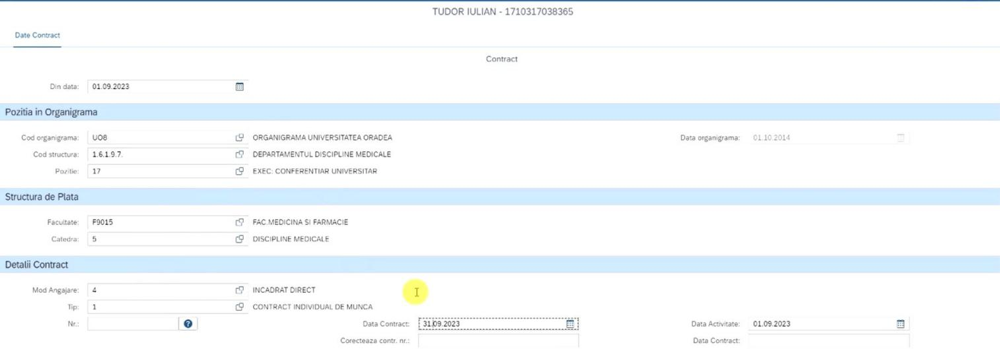 TUDOR IULIAN - 1710317038365
Date Contract
Contract
Din data: 01.09.2023
Pozitia in Organigrama
Cod organigrama: UO8 ORGANIGRAMA UNIVERSITATEA ORADEA Data organigrama: 01.10.2014
Cod structura: 1.6.1.9.7. DEPARTAMENTUL DISCIPLINE MEDICALE
Pozitie: 17 EXEC: CONFERENTIAR UNIVERSITAR
Structura de Plata
Facultate: F9015 FAC.MEDICINA SI FARMACIE
Catedra: 5 DISCIPLINE MEDICALE
Detalii Contract
Mod Angajare: 4 INCADRAT DIRECT
Tip: 1 CONTRACT INDIVIDUAL DE MUNCA
Nr.: ? Data Contract: 31.09.2023 Data Activitate: 01.09.2023
Corecteaza contr. nr.: Data Contract: